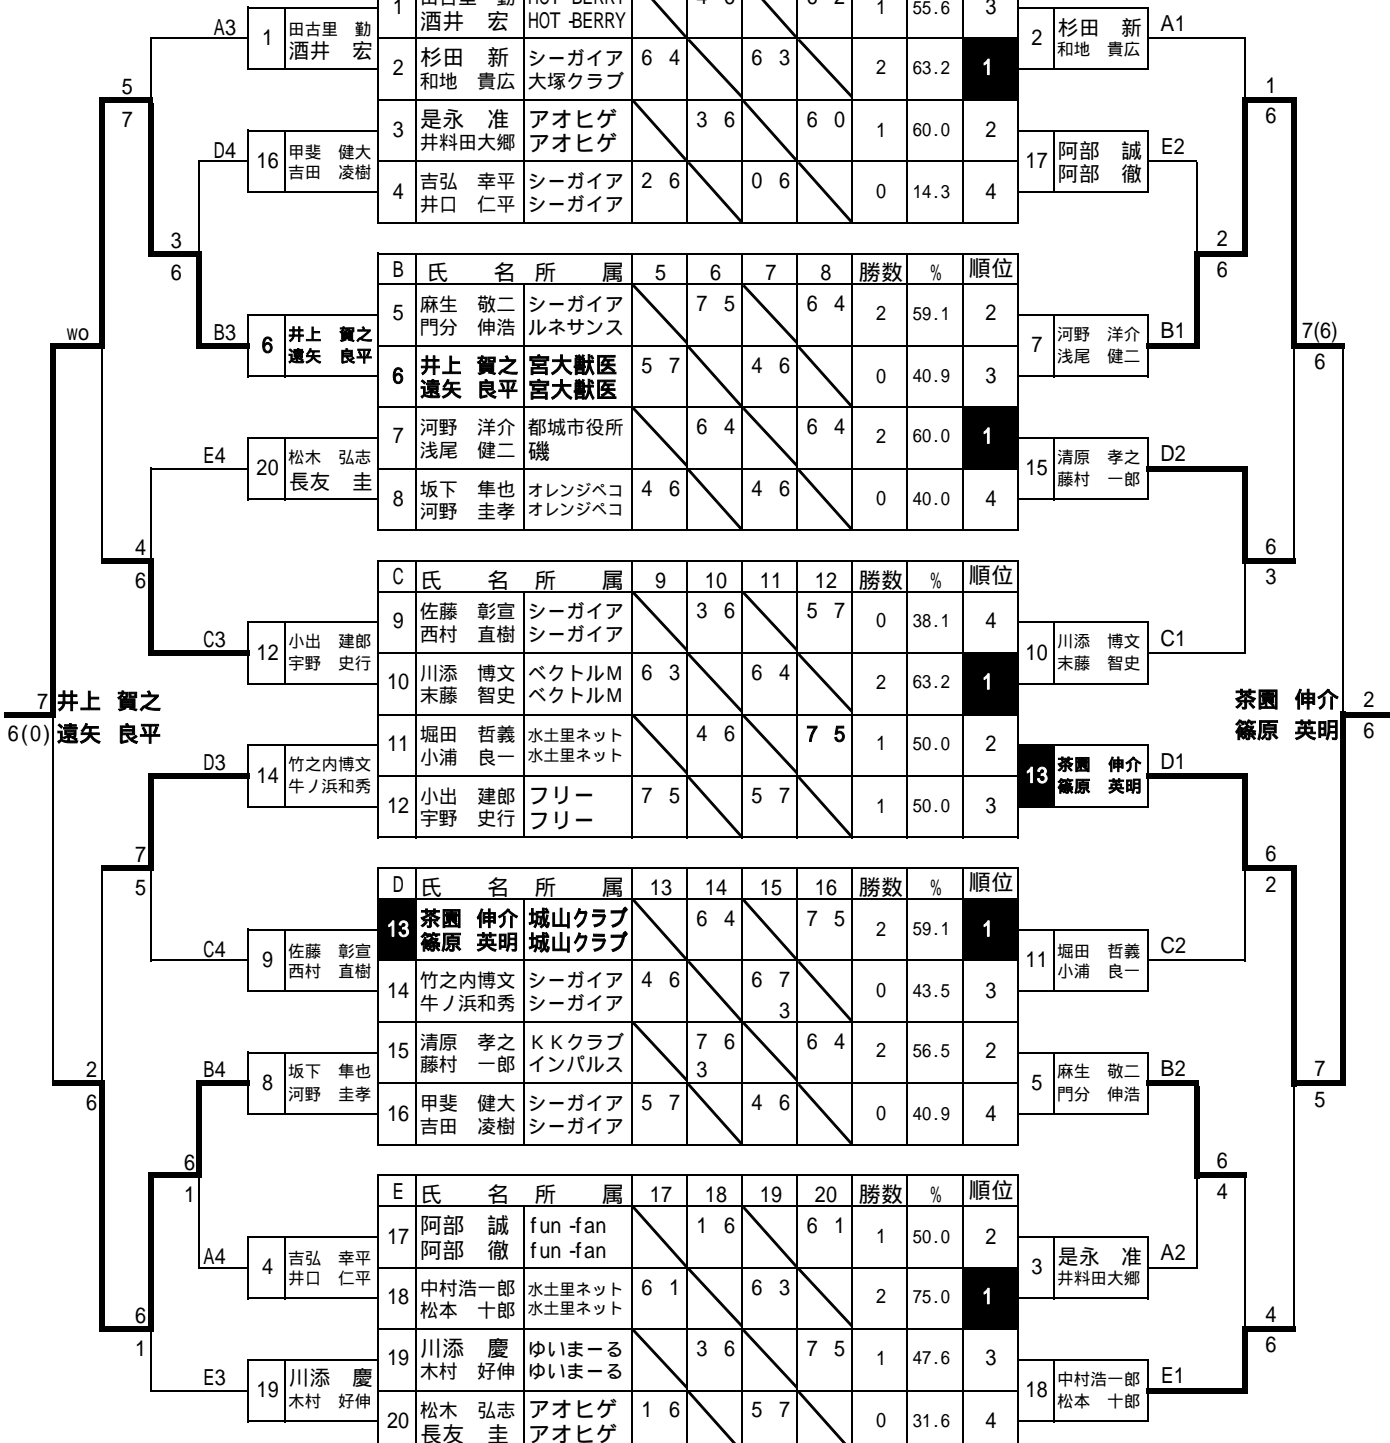 1 酒井 宏 HOT-BERRY 1 55.6 3
2 杉田 新 シーガイア 6 4 6 3 2 63.2 1
和地 貴広 大塚クラブ
3 是永 准 アオヒゲ 3 6 6 0 1 60.0 2
井料田大郷 アオヒゲ
4 吉弘 幸平 シーガイア 2 6 0 6 0 14.3 4
井口 仁平 シーガイア
B 氏 名 所 属 5 6 7 8 勝数 % 順位
5 麻生 敬二 シーガイア 7 5 6 4 2 59.1 2
門分 伸浩 ルネサンス
6 井上 賀之 宮大獣医 5 7 4 6 0 40.9 3
遠矢 良平 宮大獣医
7 河野 洋介 都城市役所 6 4 6 4 2 60.0 1
浅尾 健二 磯
8 坂下 隼也 オレンジペコ 4 6 4 6 0 40.0 4
河野 圭孝 オレンジペコ
C 氏 名 所 属 9 10 11 12 勝数 % 順位
9 佐藤 彰宣 シーガイア 3 6 5 7 0 38.1 4
西村 直樹 シーガイア
10 川添 博文 ベクトルM 6 3 6 4 2 63.2 1
末藤 智史 ベクトルM
11 堀田 哲義 水土里ネット 4 6 7 5 1 50.0 2
小浦 良一 水土里ネット
12 小出 建郎 フリー 7 5 5 7 1 50.0 3
宇野 史行 フリー
D 氏 名 所 属 13 14 15 16 勝数 % 順位
13 茶園 伸介 城山クラブ 6 4 7 5 2 59.1 1
篠原 英明 城山クラブ
14 竹之内博文 シーガイア 4 6 6 7 0 43.5 3
牛ノ浜和秀 シーガイア 3
15 清原 孝之 KKクラブ 7 6 6 4 2 56.5 2
藤村 一郎 インパルス 3
16 甲斐 健大 シーガイア 5 7 4 6 0 40.9 4
吉田 凌樹 シーガイア
E 氏 名 所 属 17 18 19 20 勝数 % 順位
17 阿部 誠 fun-fan 1 6 6 1 1 50.0 2
阿部 徹 fun-fan
18 中村浩一郎 水土里ネット 6 1 6 3 2 75.0 1
松本 十郎 水土里ネット
19 川添 慶 ゆいまーる 3 6 7 5 1 47.6 3
木村 好伸 ゆいまーる
20 松木 弘志 アオヒゲ 1 6 5 7 0 31.6 4
長友 圭 アオヒゲ
A3 1 田古里 勤
酒井 宏
5
7
D4 16 甲斐 健大
吉田 凌樹
3
6
wo
B3 6 井上 賀之
遠矢 良平
E4 20 松木 弘志
長友 圭
4
6
C3 12 小出 建郎
宇野 史行
7 井上 賀之
6(0) 遠矢 良平
D3 14 竹之内博文
牛ノ浜和秀
7
5
C4 9 佐藤 彰宣
西村 直樹
2
6
B4 8 坂下 隼也
河野 圭孝
6
1
A4 4 吉弘 幸平
井口 仁平
6
1
E3 19 川添 慶
木村 好伸
2 杉田 新 A1
和地 貴広
1
6
17 阿部 誠 E2
阿部 徹
2
6
7 河野 洋介 B1
浅尾 健二
7(6)
6
15 清原 孝之 D2
藤村 一郎
6
3
10 川添 博文 C1
末藤 智史
茶園 伸介 2
篠原 英明 6
13 茶園 伸介 D1
篠原 英明
6
2
11 堀田 哲義 C2
小浦 良一
7
5
5 麻生 敬二 B2
門分 伸浩
6
4
3 是永 准 A2
井料田大郷
4
6
18 中村浩一郎 E1
松本 十郎